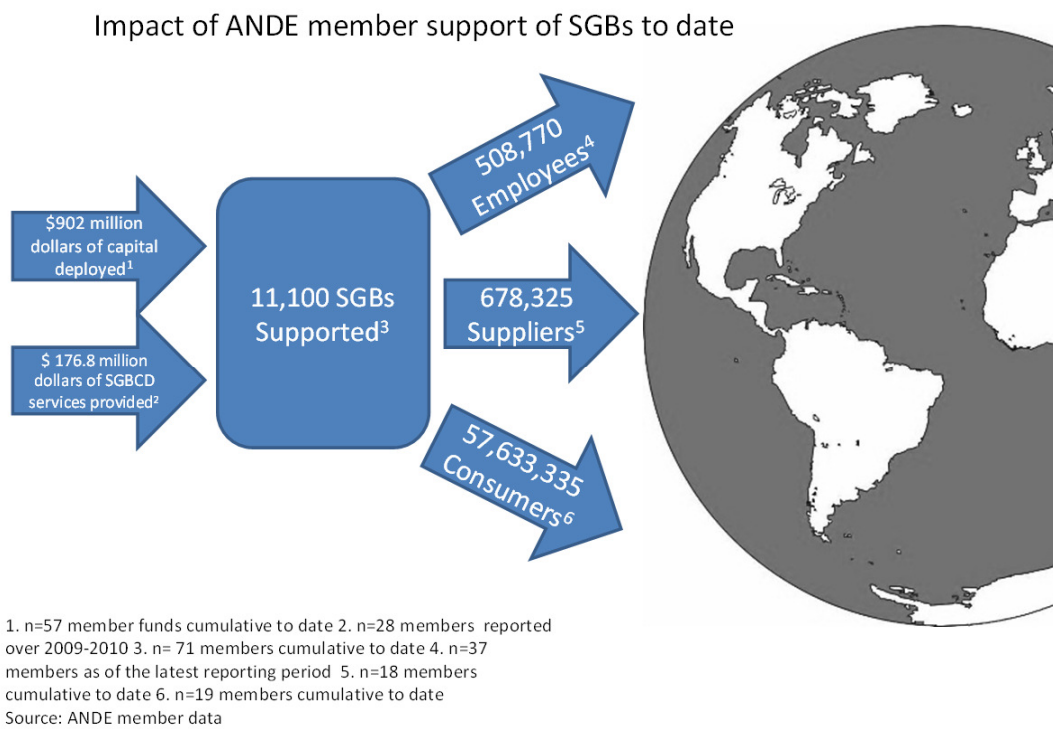 Impact of ANDE member support of SGBs to date
$902 million
dollars of capital
deployed¹
$ 176.8 million
dollars of SGBCD
services provided²
11,100 SGBs
Supported³
508,770
Employees⁴
678,325
Suppliers⁵
57,633,335
Consumers⁶
1. n=57 member funds cumulative to date 2. n=28 members  reported
over 2009-2010 3. n= 71 members cumulative to date 4. n=37
members as of the latest reporting period  5. n=18 members
cumulative to date 6. n=19 members cumulative to date
Source: ANDE member data